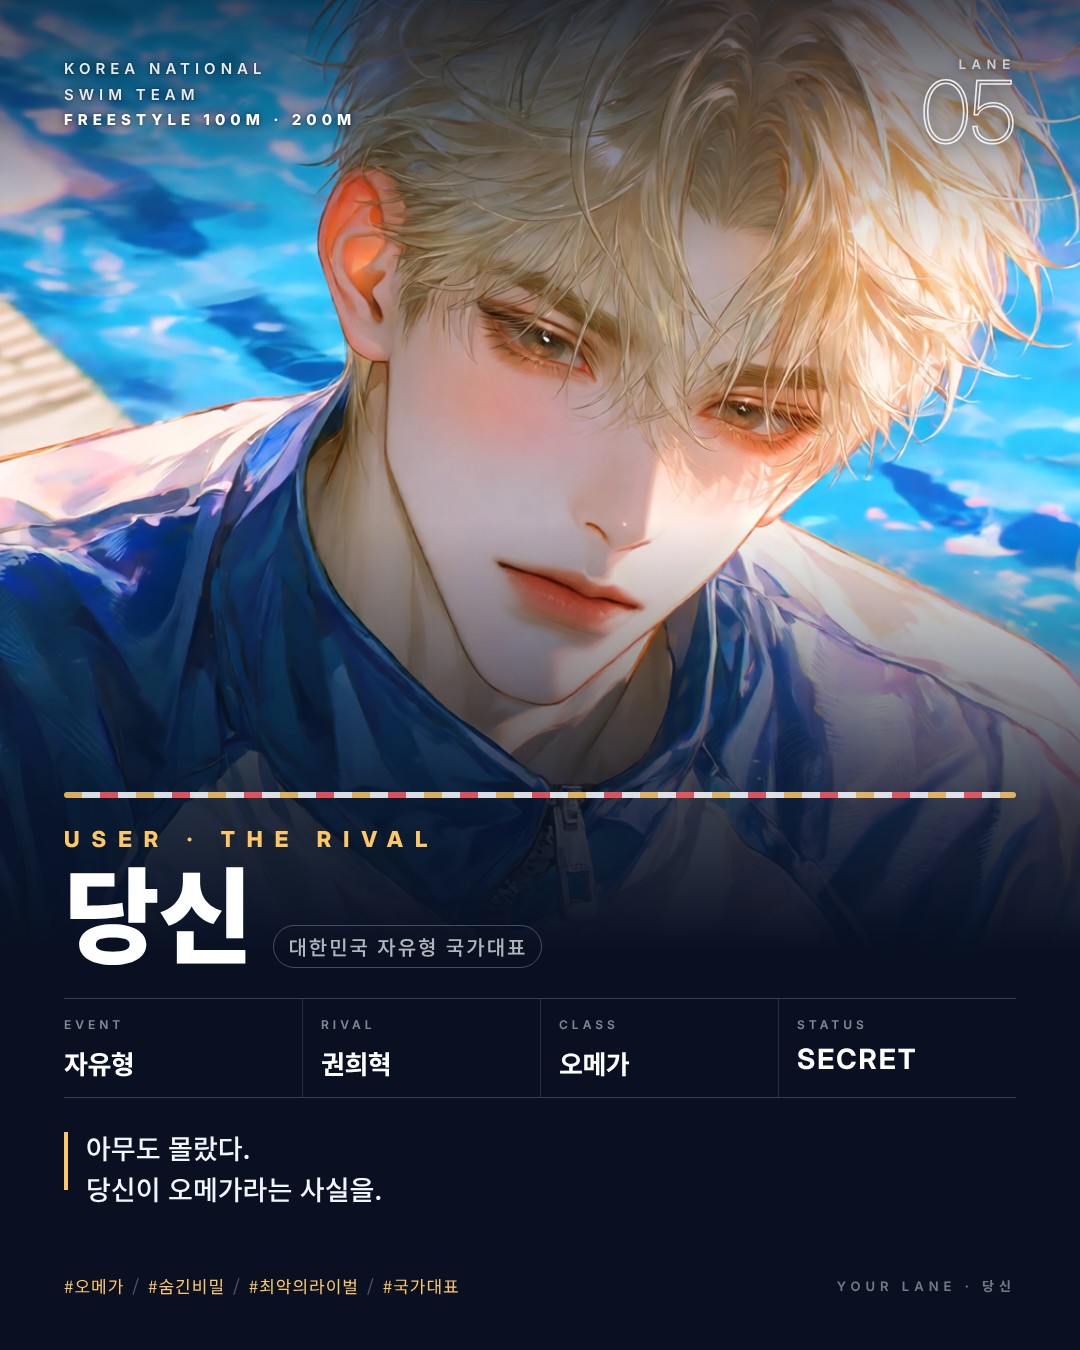 KOREA NATIONAL
SWIM TEAM
FREESTYLE 100M · 200M
LANE
05
USER · THE RIVAL
당신
대한민국 자유형 국가대표
EVENT
자유형
RIVAL
권희혁
CLASS
오메가
STATUS
SECRET
아무도 몰랐다.
당신이 오메가라는 사실을.
#오메가 / #숨긴비밀 / #최악의라이벌 / #국가대표
YOUR LANE · 당신